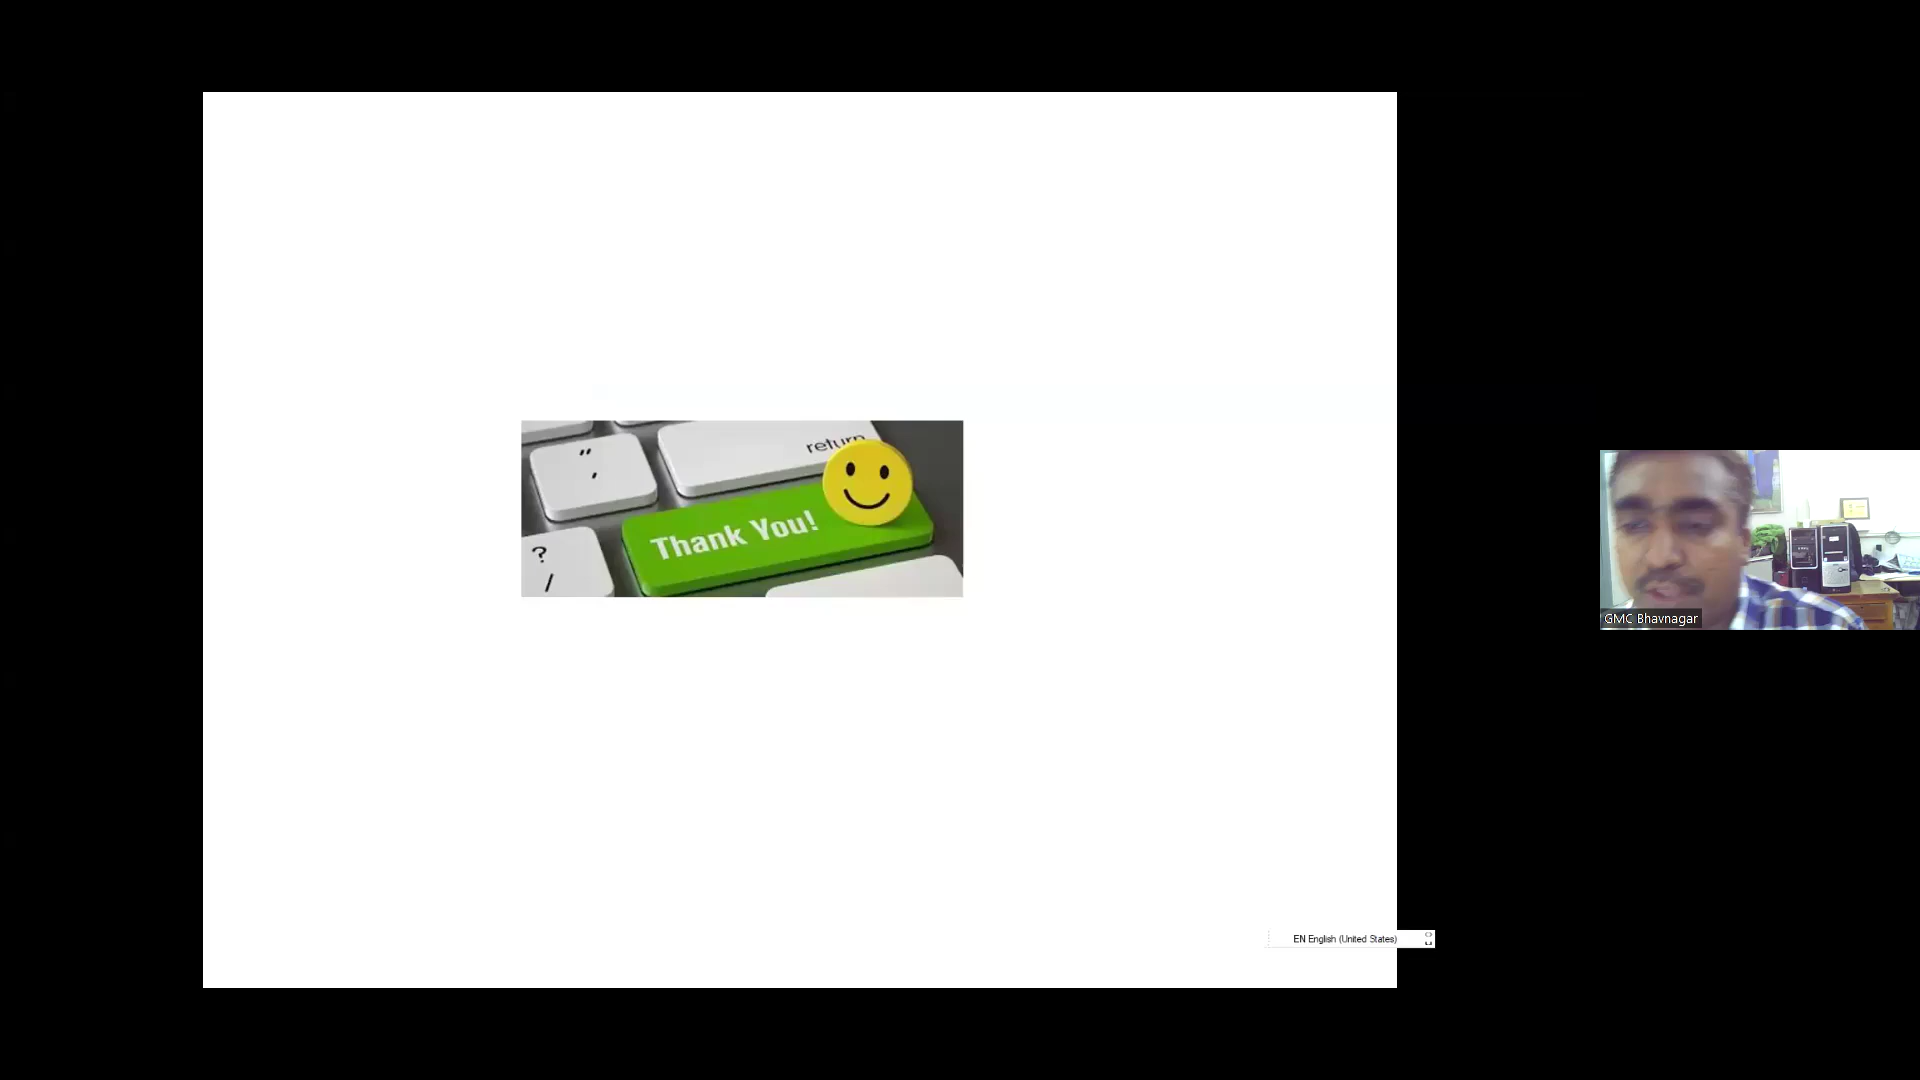 return
"
'
Thank You!
?
/
GMC Bhavnagar
EN English (United States)